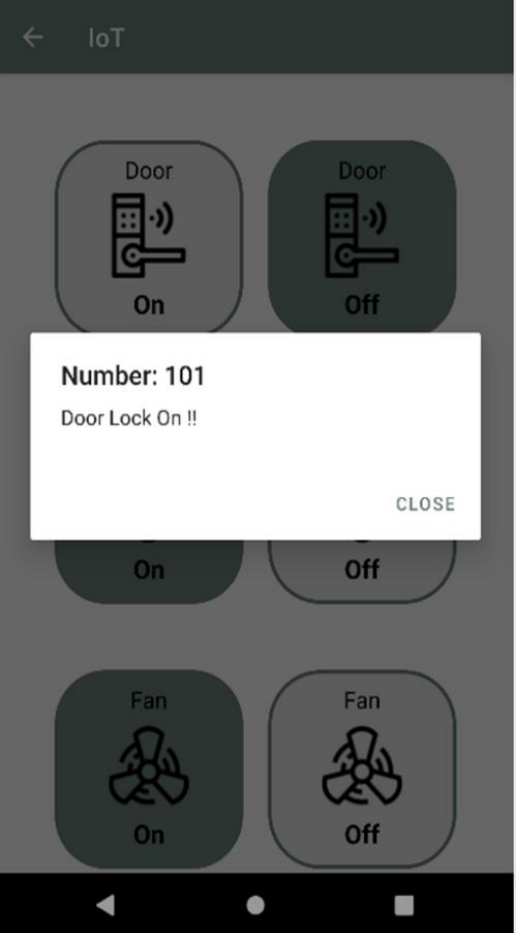 IoT
Door Door
On Off
Number: 101
Door Lock On !!
CLOSE
On Off
Fan Fan
On Off